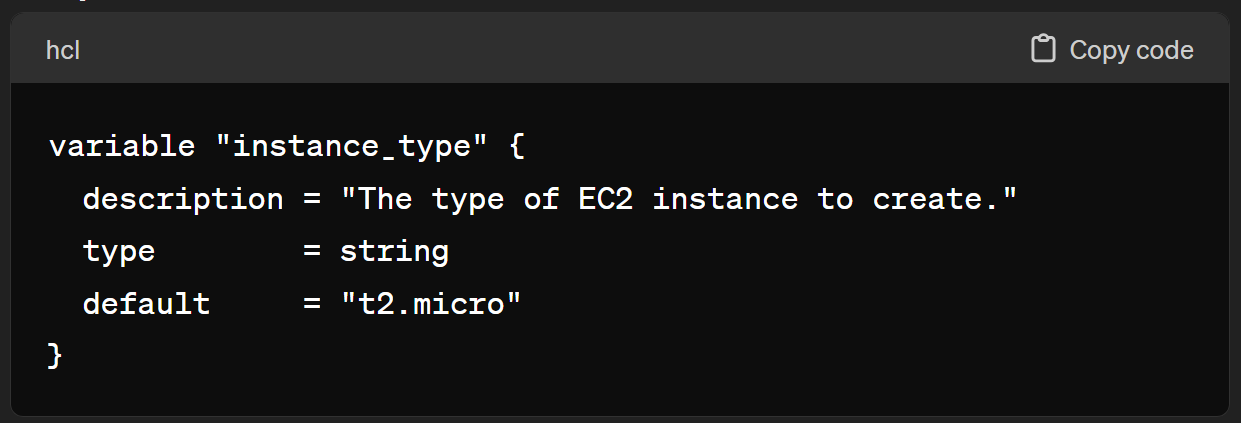 hcl
Copy code
variable "instance_type" {
  description = "The type of EC2 instance to create."
  type        = string
  default     = "t2.micro"
}